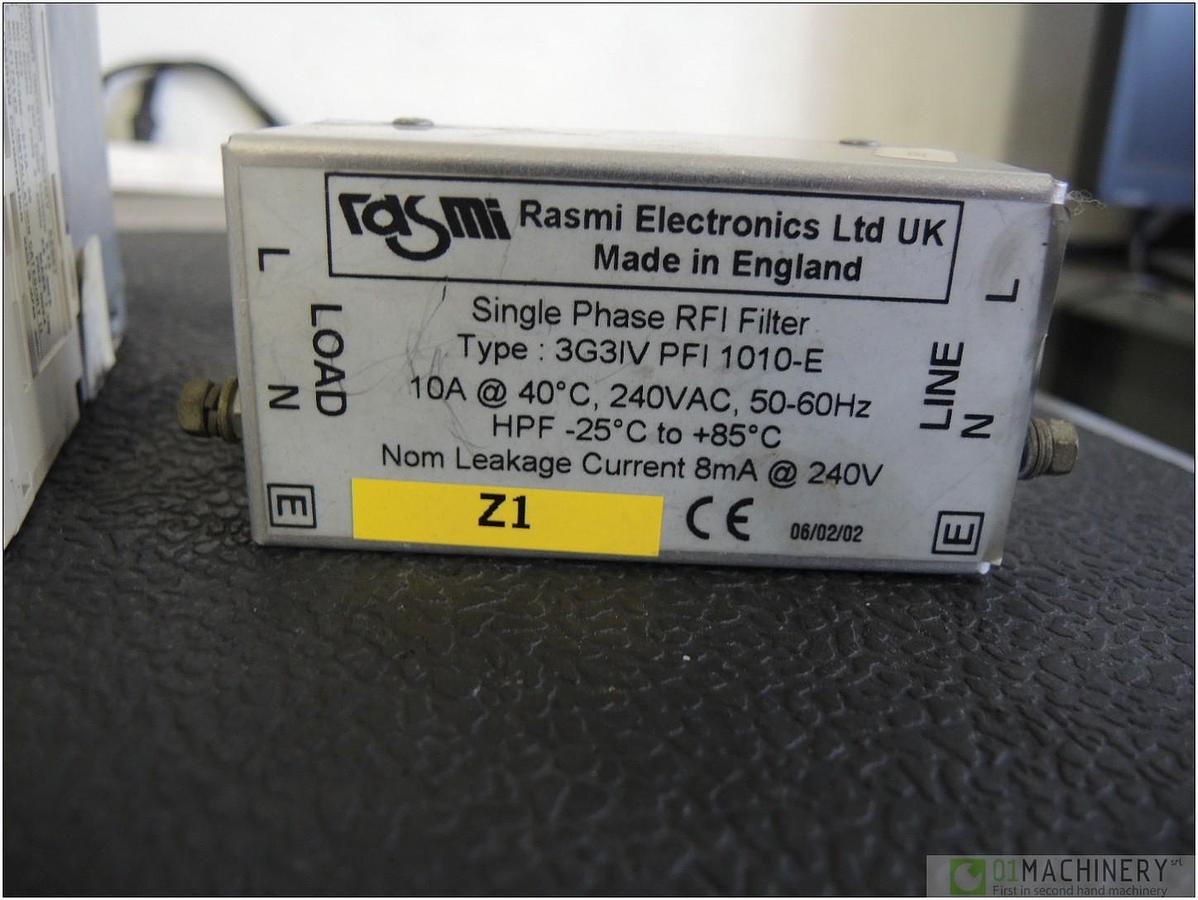 rasmi Rasmi Electronics Ltd UK
Made in England
Single Phase RFI Filter
Type : 3G3IV PFI 1010-E
10A @ 40°C, 240VAC, 50-60Hz
HPF -25°C to +85°C
Nom Leakage Current 8mA @ 240V
L
LOAD
N
E
L
LINE
N
E
Z1
CE 06/02/02
01MACHINERY srl
First in second hand machinery